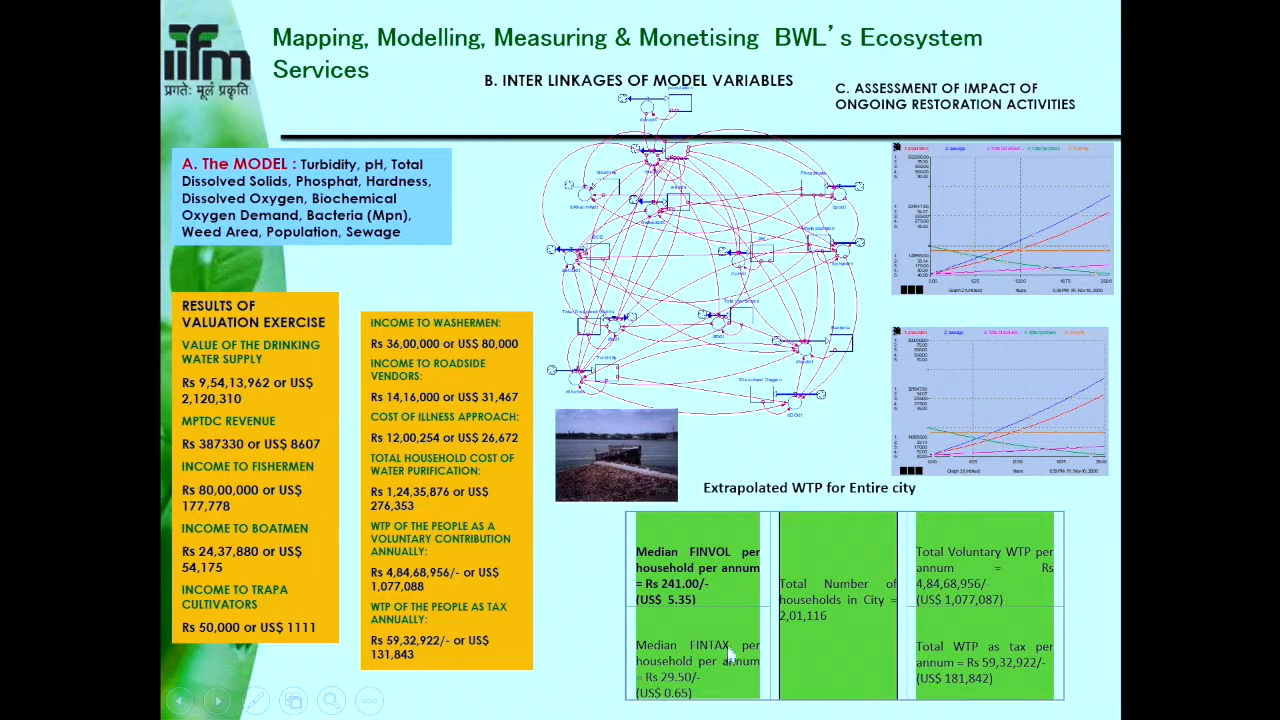 Mapping, Modelling, Measuring & Monetising BWL's Ecosystem
Services
iifm
प्रगतेः मूलं प्रकृतिः
B. INTER LINKAGES OF MODEL VARIABLES
C. ASSESSMENT OF IMPACT OF
ONGOING RESTORATION ACTIVITIES
A. The MODEL : Turbidity, pH, Total
Dissolved Solids, Phosphat, Hardness,
Dissolved Oxygen, Biochemical
Oxygen Demand, Bacteria (Mpn),
Weed Area, Population, Sewage
RESULTS OF
VALUATION EXERCISE
VALUE OF THE DRINKING
WATER SUPPLY
Rs 9,54,13,962 or US$
2,120,310
MPTDC REVENUE
Rs 387330 or US$ 8607
INCOME TO FISHERMEN
Rs 80,00,000 or US$
177,778
INCOME TO BOATMEN
Rs 24,37,880 or US$
54,175
INCOME TO TRAPA
CULTIVATORS
Rs 50,000 or US$ 1111
INCOME TO WASHERMEN:
Rs 36,00,000 or US$ 80,000
INCOME TO ROADSIDE
VENDORS:
Rs 14,16,000 or US$ 31,467
COST OF ILLNESS APPROACH:
Rs 12,00,254 or US$ 26,672
TOTAL HOUSEHOLD COST OF
WATER PURIFICATION:
Rs 1,24,35,876 or US$
276,353
WTP OF THE PEOPLE AS A
VOLUNTARY CONTRIBUTION
ANNUALLY:
Rs 4,84,68,956/- or US$
1,077,088
WTP OF THE PEOPLE AS TAX
ANNUALLY:
Rs 59,32,922/- or US$
131,843
Turbidity
Dissolved Oxygen
Bacteria
Extrapolated WTP for Entire city
Median FINVOL per
household per annum
= Rs 241.00/-
(US$ 5.35)
Total Number of
households in City =
2,01,116
Total Voluntary WTP per
annum = Rs
4,84,68,956/-
(US$ 1,077,087)
Median FINTAX per
household per annum
= Rs 29.50/-
(US$ 0.65)
Total WTP as tax per
annum = Rs 59,32,922/-
(US$ 181,842)